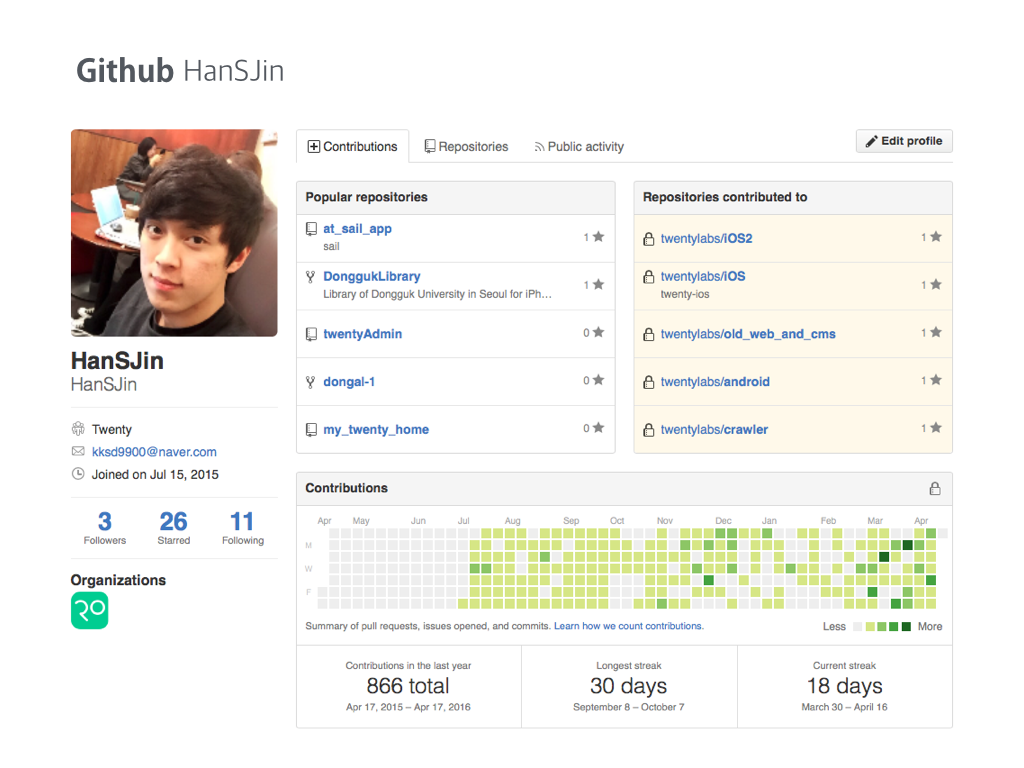 Github HanSJin
Contributions
Repositories
Public activity
Edit profile
HanSJin
HanSJin
Twenty
kksd9900@naver.com
Joined on Jul 15, 2015
3 26 11
Followers Starred Following
Organizations
Popular repositories
at_sail_app 1
sail
DonggukLibrary 1
Library of Dongguk University in Seoul for iPh...
twentyAdmin 0
dongal-1 0
my_twenty_home 0
Repositories contributed to
twentylabs/iOS2 1
twentylabs/iOS 1
twenty-ios
twentylabs/old_web_and_cms 1
twentylabs/android 1
twentylabs/crawler 1
Contributions
Apr May Jun Jul Aug Sep Oct Nov Dec Jan Feb Mar Apr
M
W
F
Summary of pull requests, issues opened, and commits. Learn how we count contributions.
Less More
Contributions in the last year
866 total
Apr 17, 2015 – Apr 17, 2016
Longest streak
30 days
September 8 – October 7
Current streak
18 days
March 30 – April 16